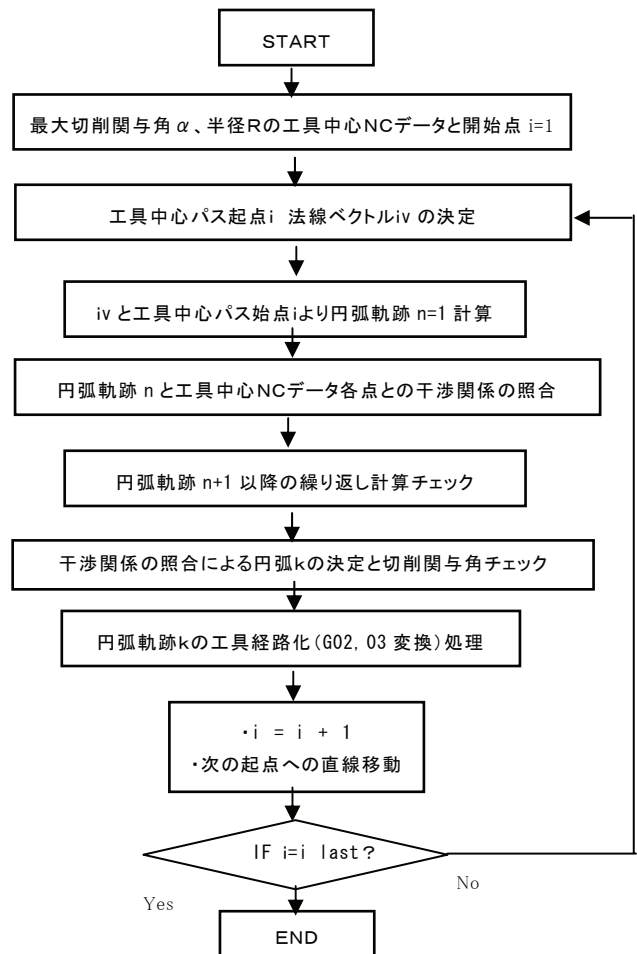 START
最大切削関与角α、半径Rの工具中心NCデータと開始点 i=1
工具中心パス起点i 法線ベクトルiv の決定
iv と工具中心パス始点iより円弧軌跡 n=1 計算
円弧軌跡 n と工具中心NCデータ各点との干渉関係の照合
円弧軌跡 n+1 以降の繰り返し計算チェック
干渉関係の照合による円弧kの決定と切削関与角チェック
円弧軌跡kの工具経路化(G02, 03 変換)処理
・i = i + 1
・次の起点への直線移動
IF i=i last?
No
Yes
END